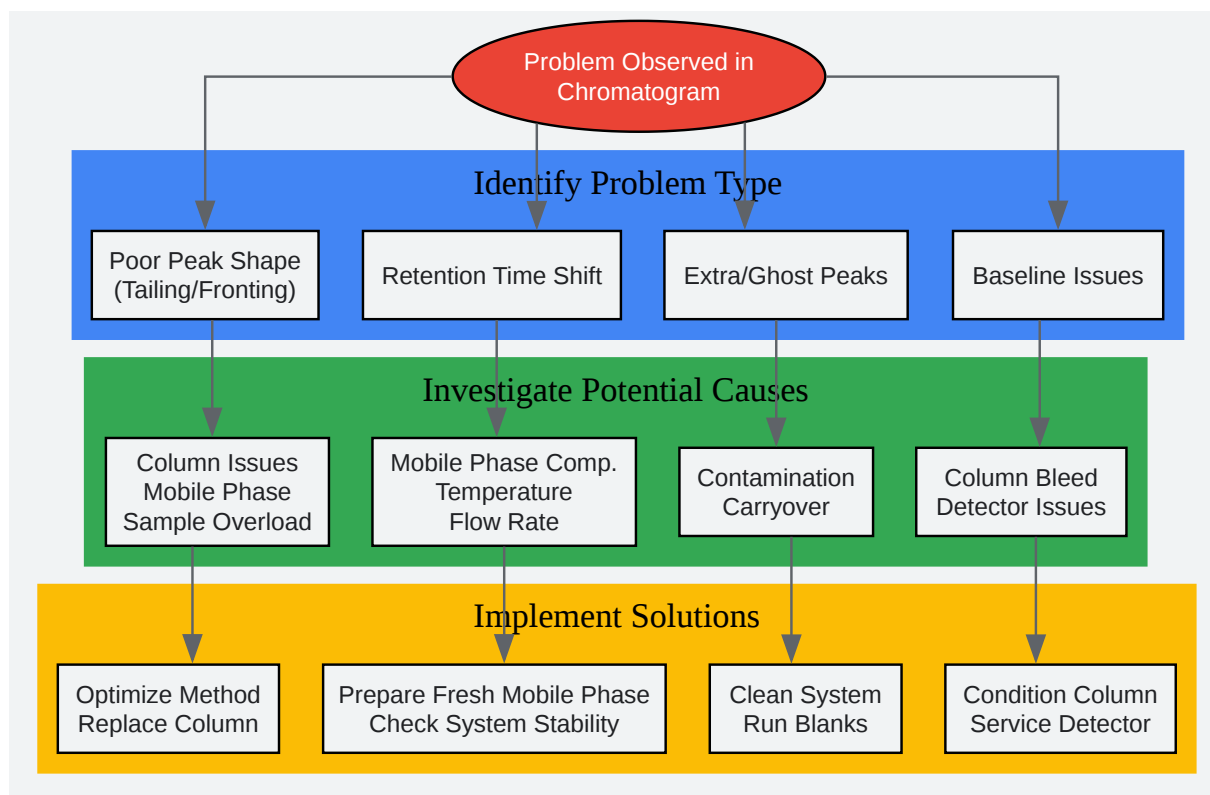 Problem Observed in
Chromatogram
Identify Problem Type
Poor Peak Shape
(Tailing/Fronting)
Retention Time Shift
Extra/Ghost Peaks
Baseline Issues
Investigate Potential Causes
Column Issues
Mobile Phase
Sample Overload
Mobile Phase Comp.
Temperature
Flow Rate
Contamination
Carryover
Column Bleed
Detector Issues
Implement Solutions
Optimize Method
Replace Column
Prepare Fresh Mobile Phase
Check System Stability
Clean System
Run Blanks
Condition Column
Service Detector